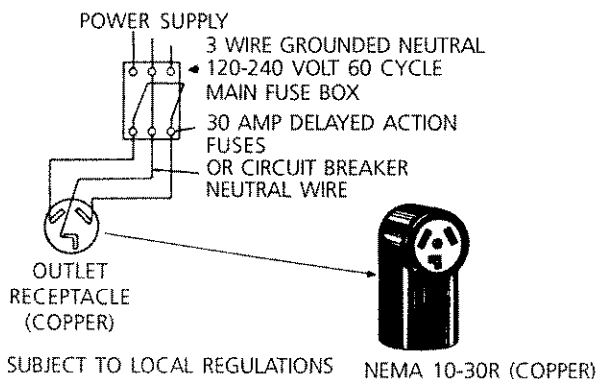 POWER SUPPLY
3 WIRE GROUNDED NEUTRAL
120-240 VOLT 60 CYCLE
MAIN FUSE BOX
30 AMP DELAYED ACTION
FUSES
OR CIRCUIT BREAKER
NEUTRAL WIRE
OUTLET
RECEPTACLE
(COPPER)
SUBJECT TO LOCAL REGULATIONS
NEMA 10-30R (COPPER)